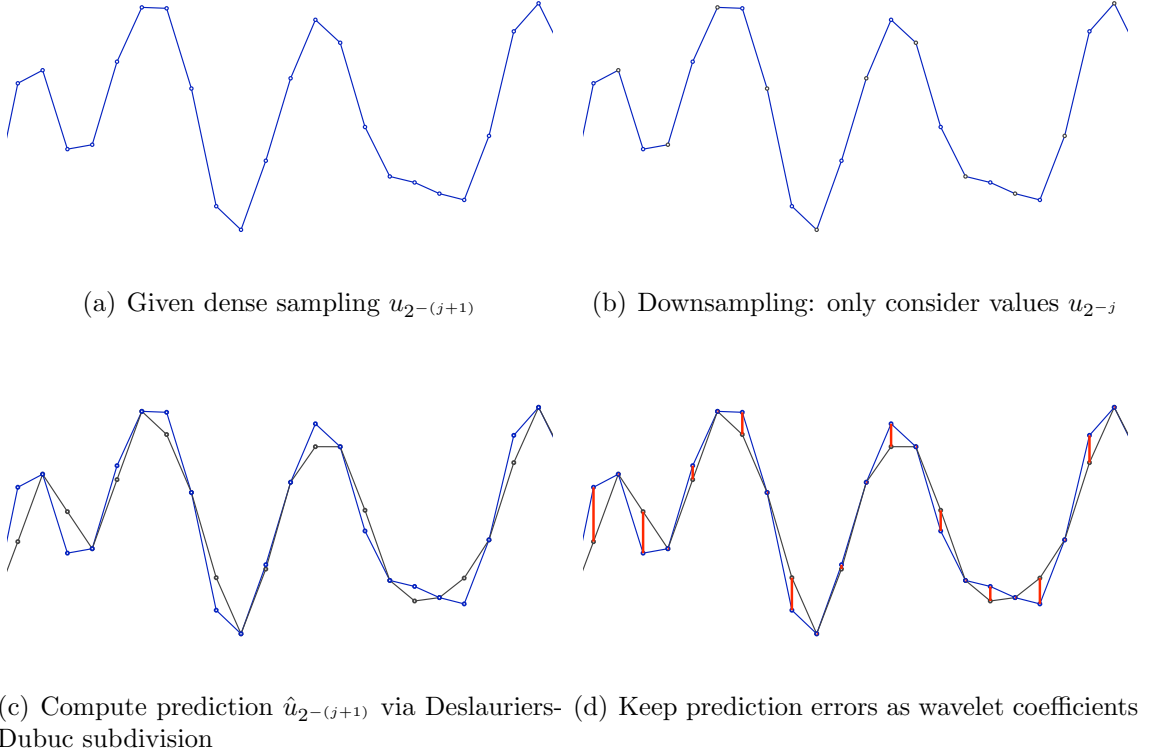 (a) Given dense sampling $u_{2^{-(j+1)}}$
(b) Downsampling: only consider values $u_{2^{-j}}$
(c) Compute prediction $\hat{u}_{2^{-(j+1)}}$ via Deslauriers-
Dubuc subdivision
(d) Keep prediction errors as wavelet coefficients